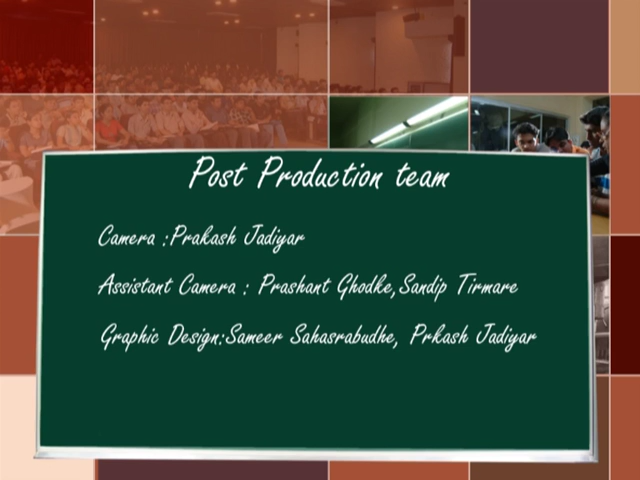 Post Production team
Camera :Prakash Jadiyar
Assistant Camera : Prashant Ghodke,Sandip Tirmare
Graphic Design:Sameer Sahasrabudhe, Prkash Jadiyar